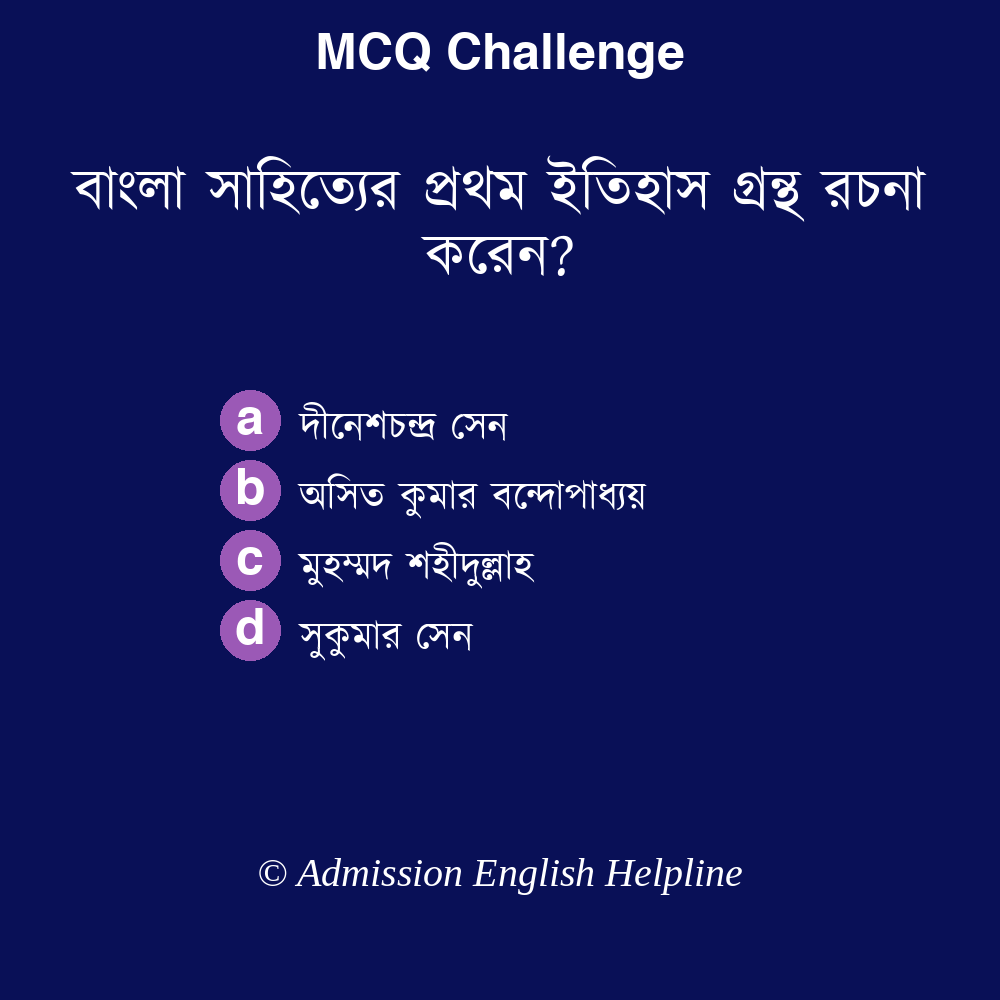 MCQ Challenge
বাংলা সাহিত্যের প্রথম ইতিহাস গ্রন্থ রচনা
করেন?
a দীনেশচন্দ্র সেন
b অসিত কুমার বন্দোপাধ্যয়
c মুহম্মদ শহীদুল্লাহ
d সুকুমার সেন
© Admission English Helpline